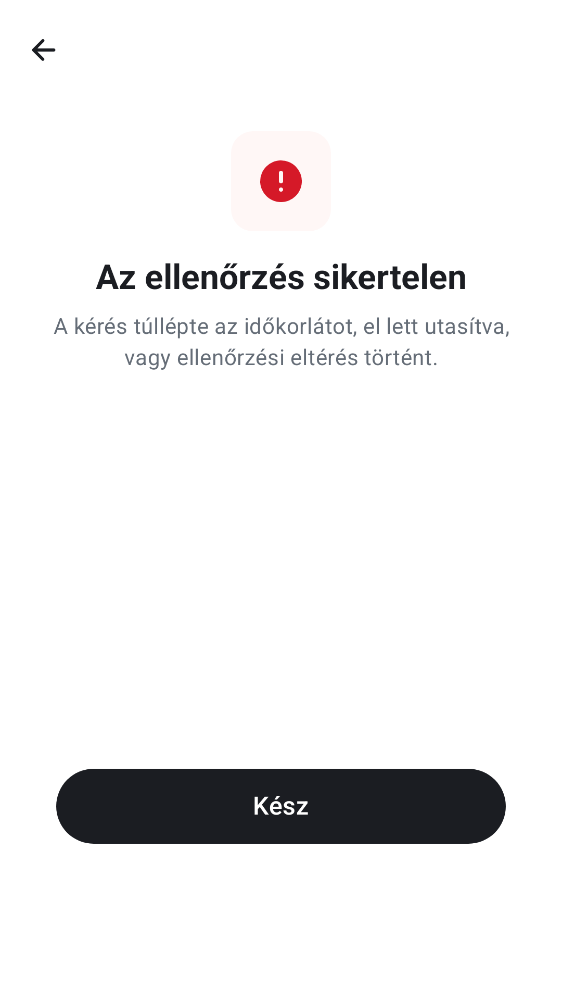 Az ellenőrzés sikertelen
A kérés túllépte az időkorlátot, el lett utasítva,
vagy ellenőrzési eltérés történt.
Kész